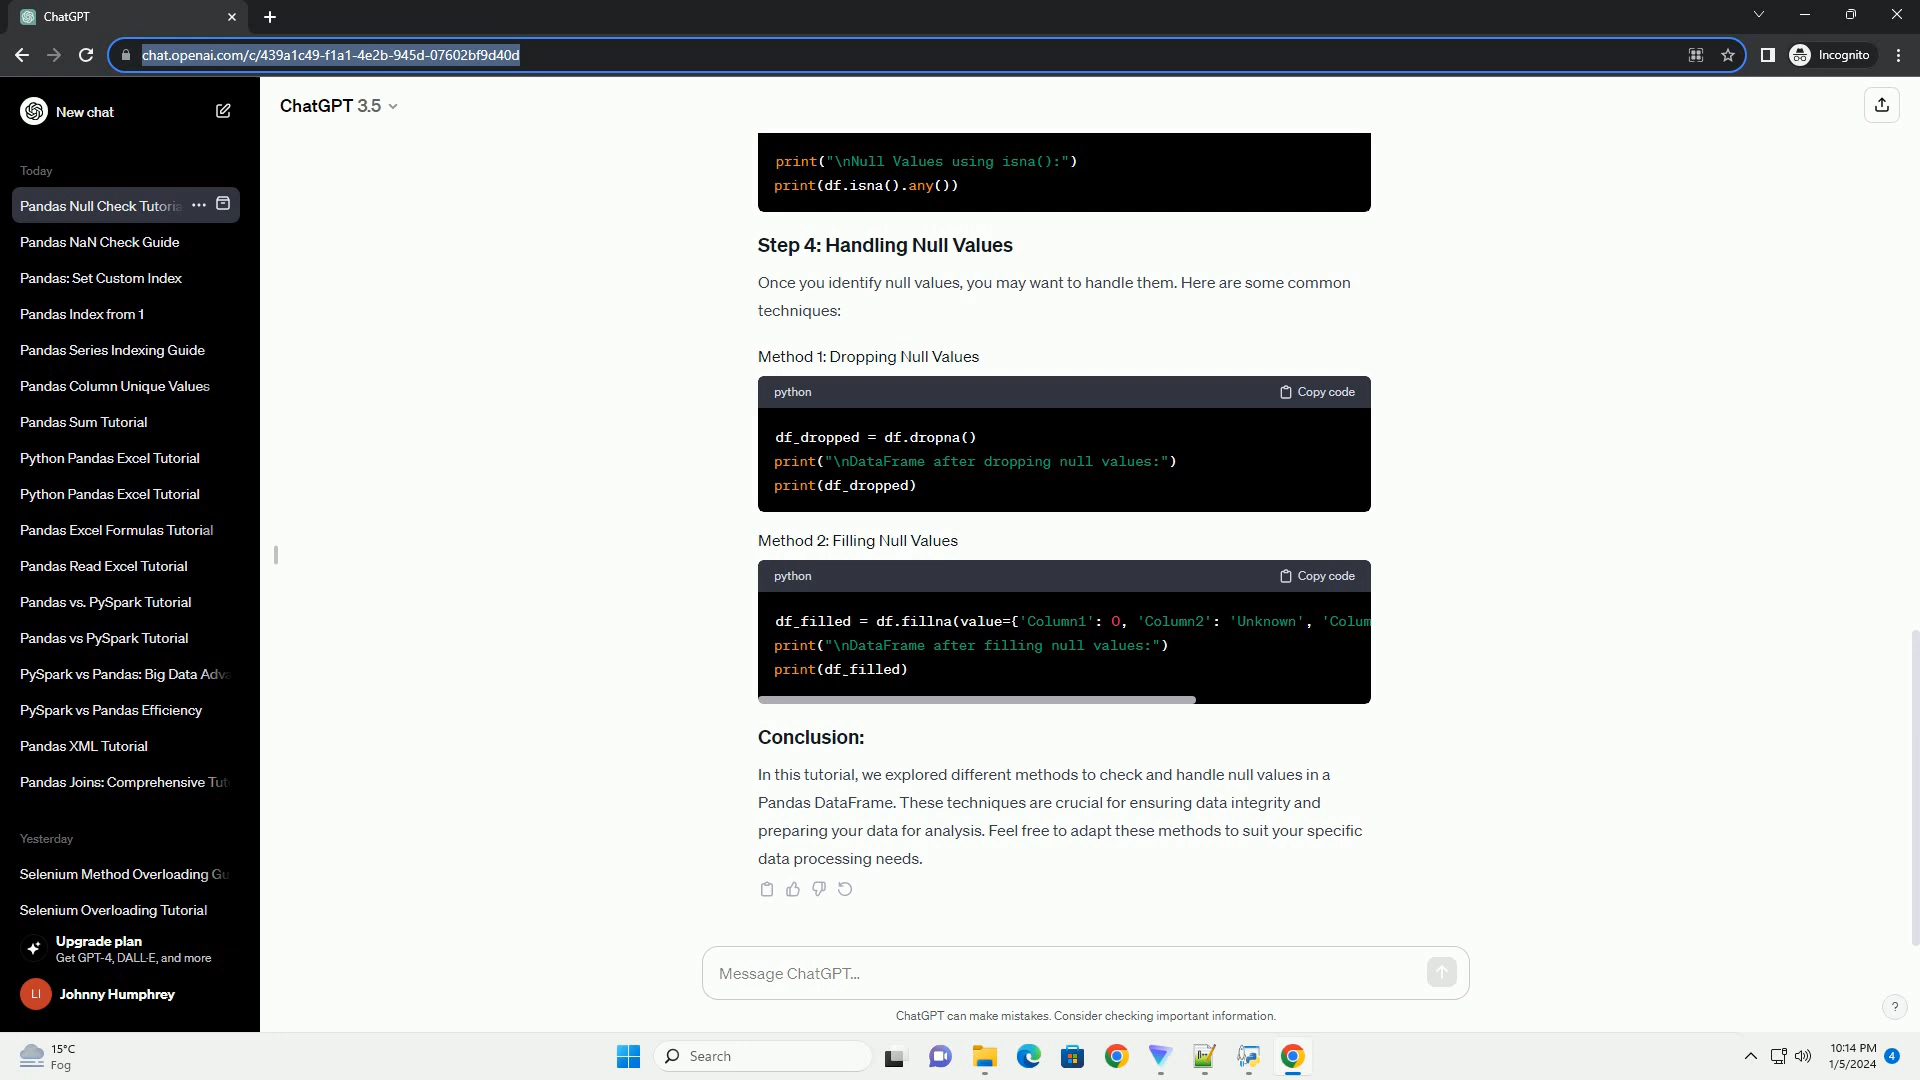 ChatGPT
chat.openai.com/c/439a1c49-f1a1-4e2b-945d-07602bf9d40d
Incognito
New chat
Today
Pandas Null Check Tutoria
Pandas NaN Check Guide
Pandas: Set Custom Index
Pandas Index from 1
Pandas Series Indexing Guide
Pandas Column Unique Values
Pandas Sum Tutorial
Python Pandas Excel Tutorial
Python Pandas Excel Tutorial
Pandas Excel Formulas Tutorial
Pandas Read Excel Tutorial
Pandas vs. PySpark Tutorial
Pandas vs PySpark Tutorial
PySpark vs Pandas: Big Data Adva
PySpark vs Pandas Efficiency
Pandas XML Tutorial
Pandas Joins: Comprehensive Tut
Yesterday
Selenium Method Overloading Gu
Selenium Overloading Tutorial
Upgrade plan
Get GPT-4, DALL·E, and more
LI
Johnny Humphrey
ChatGPT 3.5
print("\nNull Values using isna():")
print(df.isna().any())
Step 4: Handling Null Values
Once you identify null values, you may want to handle them. Here are some common
techniques:
Method 1: Dropping Null Values
python
Copy code
df_dropped = df.dropna()
print("\nDataFrame after dropping null values:")
print(df_dropped)
Method 2: Filling Null Values
python
Copy code
df_filled = df.fillna(value={'Column1': 0, 'Column2': 'Unknown', 'Colum
print("\nDataFrame after filling null values:")
print(df_filled)
Conclusion:
In this tutorial, we explored different methods to check and handle null values in a
Pandas DataFrame. These techniques are crucial for ensuring data integrity and
preparing your data for analysis. Feel free to adapt these methods to suit your specific
data processing needs.
Message ChatGPT...
ChatGPT can make mistakes. Consider checking important information.
?
15°C
Fog
Search
10:14 PM
1/5/2024
4